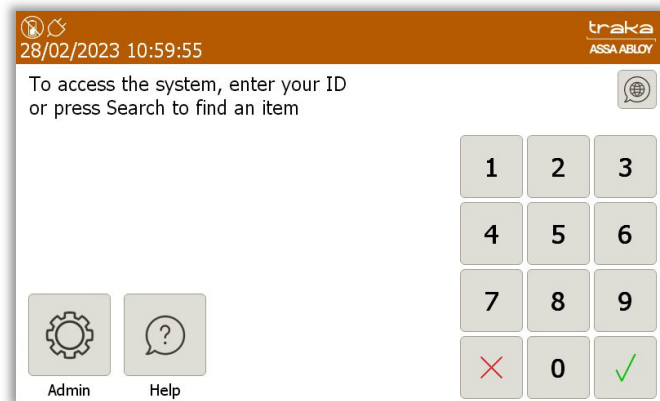 28/02/2023 10:59:55
traka
ASSA ABLOY
To access the system, enter your ID
or press Search to find an item
1 2 3
4 5 6
7 8 9
0
Admin Help